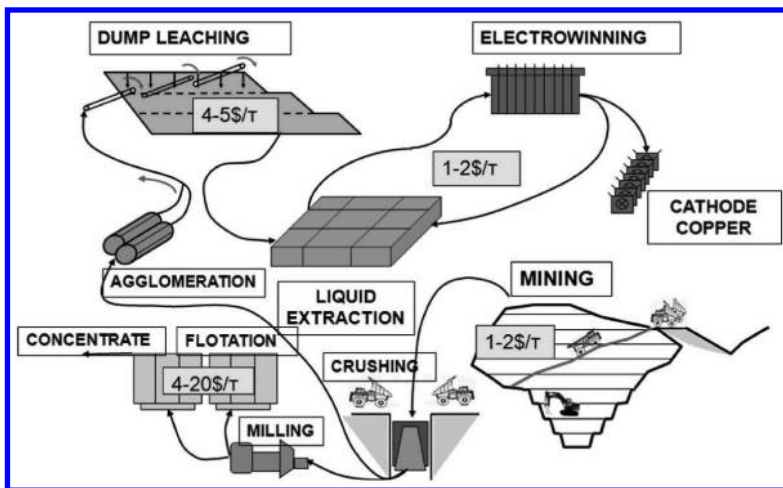 DUMP LEACHING
ELECTROWINNING
4-5$/т
1-2$/т
CATHODE
COPPER
AGGLOMERATION
LIQUID
EXTRACTION
MINING
CONCENTRATE
FLOTATION
CRUSHING
1-2$/т
4-20$/т
MILLING